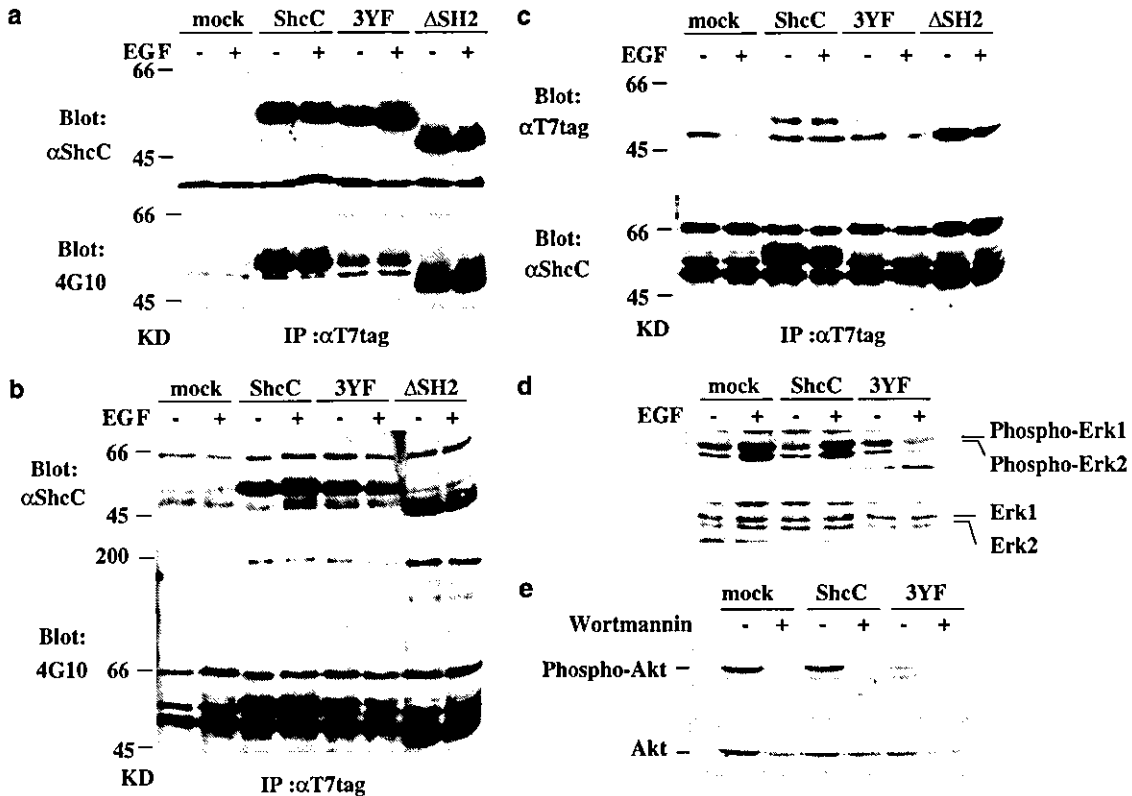 a
mock ShcC 3YF ΔSH2
EGF - + - + - + - +
66
Blot:
αShcC
45
66
Blot:
4G10
45
KD
IP :αT7tag
b
mock ShcC 3YF ΔSH2
EGF - + - + - + - +
66
Blot:
αShcC
45
200
Blot:
4G10
66
45
KD
IP :αT7tag
c
mock ShcC 3YF ΔSH2
EGF - + - + - + - +
66
Blot:
αT7tag
45
66
Blot:
αShcC
45
IP :αT7tag
d
mock ShcC 3YF
EGF - + - + - +
Phospho-Erk1
Phospho-Erk2
Erk1
Erk2
e
mock ShcC 3YF
Wortmannin - + - + - +
Phospho-Akt
Akt